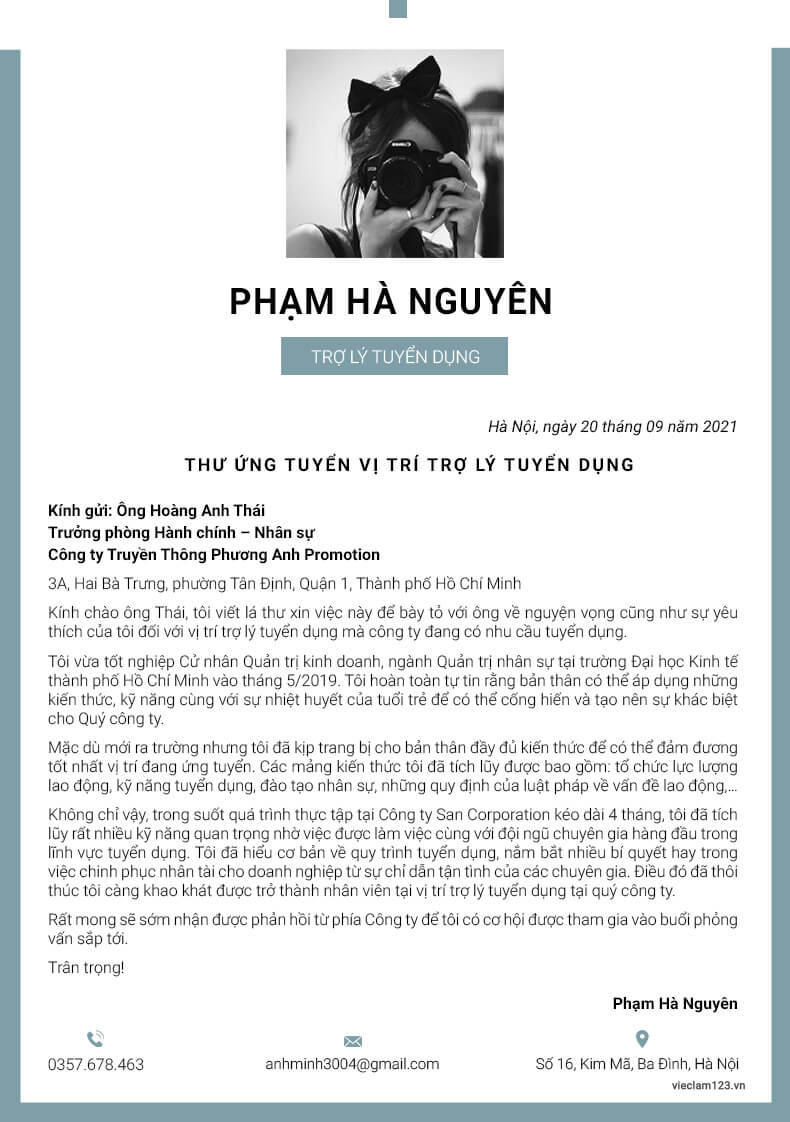 PHẠM HÀ NGUYÊN
TRỢ LÝ TUYỂN DỤNG
Hà Nội, ngày 20 tháng 09 năm 2021
THƯ ỨNG TUYỂN VỊ TRÍ TRỢ LÝ TUYỂN DỤNG
Kính gửi: Ông Hoàng Anh Thái
Trưởng phòng Hành chính – Nhân sự
Công ty Truyền Thông Phương Anh Promotion
3A, Hai Bà Trưng, phường Tân Định, Quận 1, Thành phố Hồ Chí Minh
Kính chào ông Thái, tôi viết lá thư xin việc này để bày tỏ với ông về nguyện vọng cũng như sự yêu
thích của tôi đối với vị trí trợ lý tuyển dụng mà công ty đang có nhu cầu tuyển dụng.
Tôi vừa tốt nghiệp Cử nhân Quản trị kinh doanh, ngành Quản trị nhân sự tại trường Đại học Kinh tế
thành phố Hồ Chí Minh vào tháng 5/2019. Tôi hoàn toàn tự tin rằng bản thân có thể áp dụng những
kiến thức, kỹ năng cùng với sự nhiệt huyết của tuổi trẻ để có thể cống hiến và tạo nên sự khác biệt
cho Quý công ty.
Mặc dù mới ra trường nhưng tôi đã kịp trang bị cho bản thân đầy đủ kiến thức để có thể đảm đương
tốt nhất vị trí đang ứng tuyển. Các mảng kiến thức tôi đã tích lũy được bao gồm: tổ chức lực lượng
lao động, kỹ năng tuyển dụng, đào tạo nhân sự, những quy định của luật pháp về vấn đề lao động,...
Không chỉ vậy, trong suốt quá trình thực tập tại Công ty San Corporation kéo dài 4 tháng, tôi đã tích
lũy rất nhiều kỹ năng quan trọng nhờ việc được làm việc cùng với đội ngũ chuyên gia hàng đầu trong
lĩnh vực tuyển dụng. Tôi đã hiểu cơ bản về quy trình tuyển dụng, nắm bắt nhiều bí quyết hay trong
việc chinh phục nhân tài cho doanh nghiệp từ sự chỉ dẫn tận tình của các chuyên gia. Điều đó đã thôi
thúc tôi càng khao khát được trở thành nhân viên tại vị trí trợ lý tuyển dụng tại quý công ty.
Rất mong sẽ sớm nhận được phản hồi từ phía Công ty để tôi có cơ hội được tham gia vào buổi phỏng
vấn sắp tới.
Trân trọng!
Phạm Hà Nguyên
0357.678.463
anhminh3004@gmail.com
Số 16, Kim Mã, Ba Đình, Hà Nội
vieclam123.vn